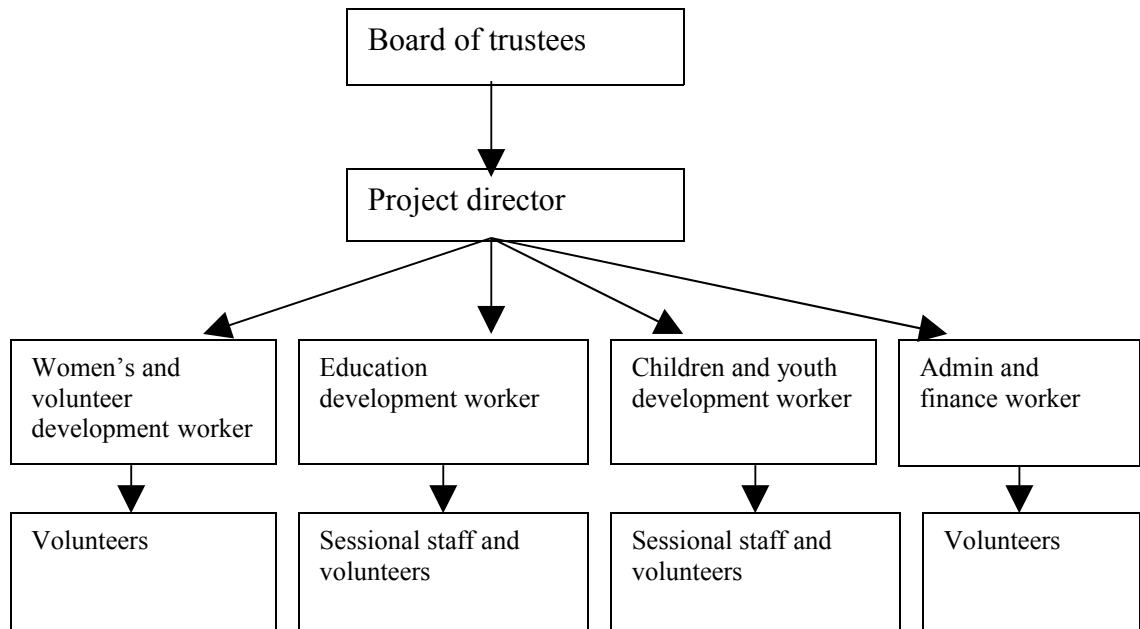 Board of trustees
Project director
Women’s and
volunteer
development worker
Education
development worker
Children and youth
development worker
Admin and
finance worker
Volunteers
Sessional staff and
volunteers
Sessional staff and
volunteers
Volunteers